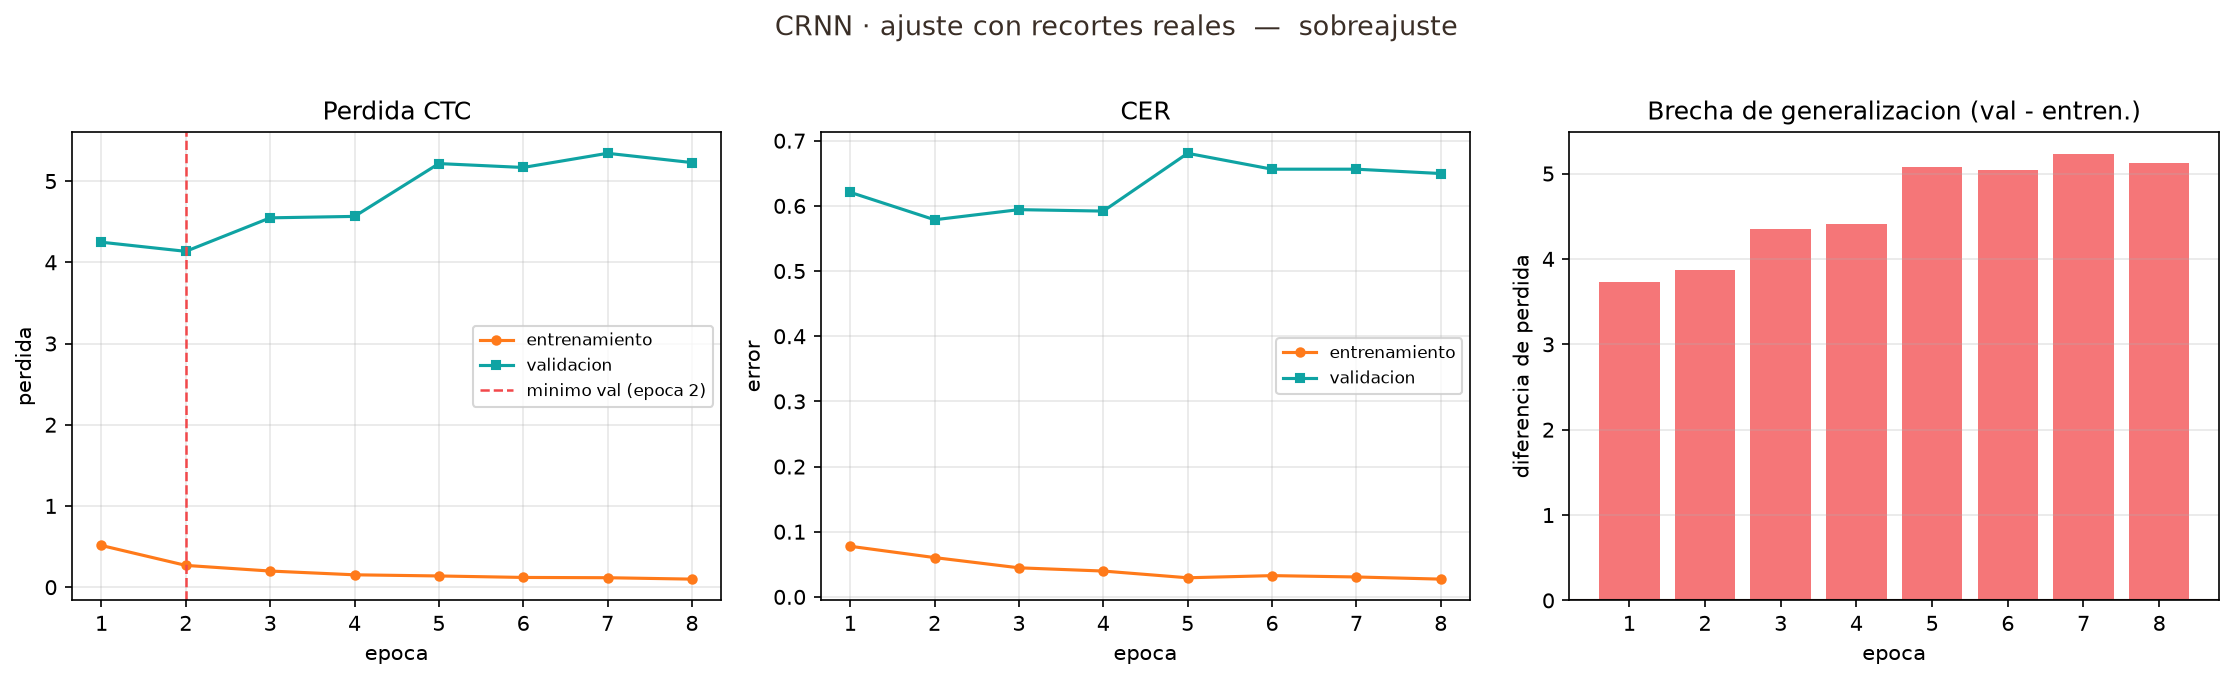 CRNN · ajuste con recortes reales — sobreajuste
Perdida CTC
perdida
5
4
3
2
1
0
entrenamiento
validacion
minimo val (epoca 2)
1 2 3 4 5 6 7 8
epoca
CER
error
0.7
0.6
0.5
0.4
0.3
0.2
0.1
0.0
entrenamiento
validacion
1 2 3 4 5 6 7 8
epoca
Brecha de generalizacion (val - entren.)
diferencia de perdida
5
4
3
2
1
0
1 2 3 4 5 6 7 8
epoca